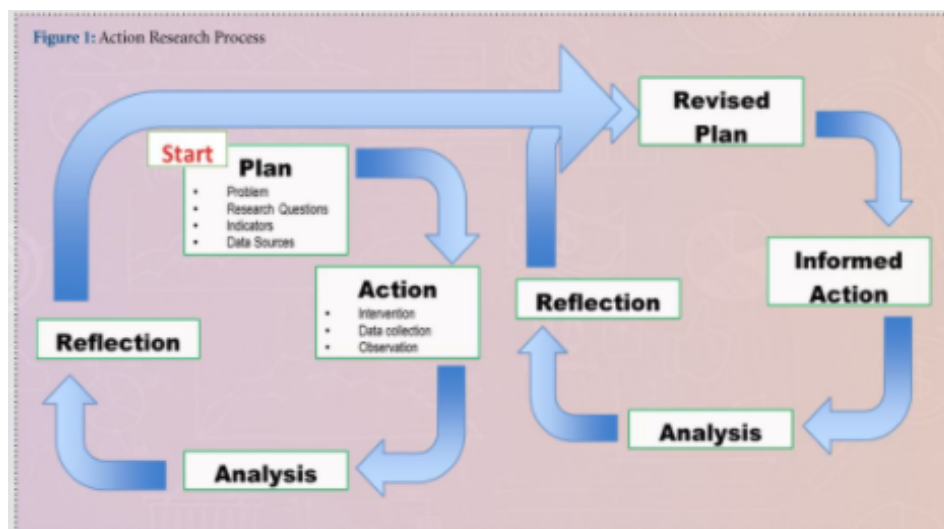 Figure 1: Action Research Process
Start
Plan
• Problem
• Research Questions
• Indicators
• Data Sources
Action
• Intervention
• Data collection
• Observation
Analysis
Reflection
Revised
Plan
Informed
Action
Analysis
Reflection